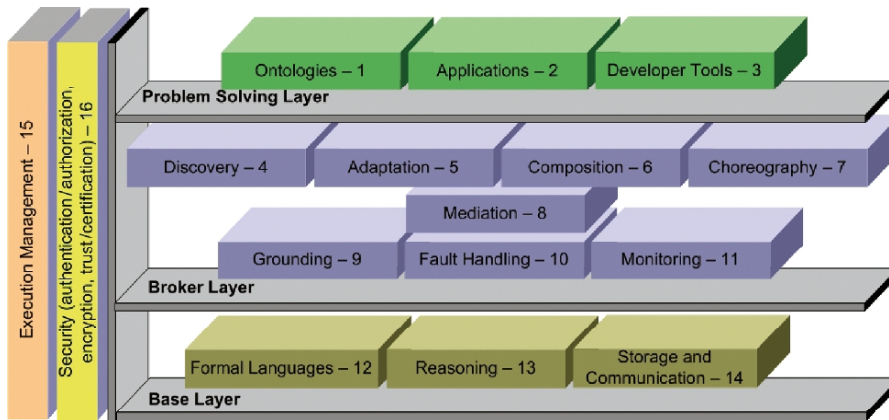 Execution Management – 15
Security (authentication/authorization,
encryption, trust/certification) – 16
Ontologies – 1
Applications – 2
Developer Tools – 3
Problem Solving Layer
Discovery – 4
Adaptation – 5
Composition – 6
Choreography – 7
Mediation – 8
Grounding – 9
Fault Handling – 10
Monitoring – 11
Broker Layer
Formal Languages – 12
Reasoning – 13
Storage and
Communication – 14
Base Layer